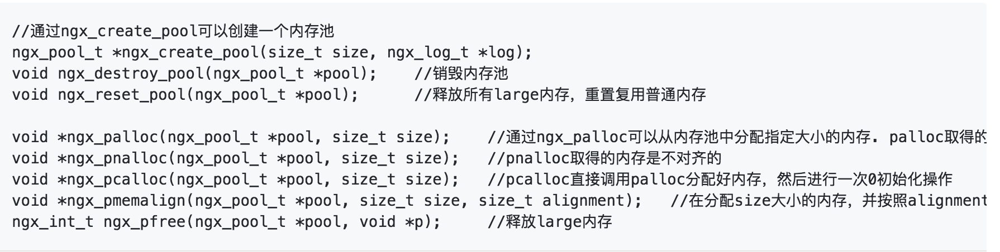 //通过ngx_create_pool可以创建一个内存池
ngx_pool_t *ngx_create_pool(size_t size, ngx_log_t *log);
void ngx_destroy_pool(ngx_pool_t *pool);    //销毁内存池
void ngx_reset_pool(ngx_pool_t *pool);      //释放所有large内存，重置复用普通内存
void *ngx_palloc(ngx_pool_t *pool, size_t size);    //通过ngx_palloc可以从内存池中分配指定大小的内存. palloc取得的
void *ngx_pnalloc(ngx_pool_t *pool, size_t size);   //pnalloc取得的内存是不对齐的
void *ngx_pcalloc(ngx_pool_t *pool, size_t size);   //pcalloc直接调用palloc分配好内存，然后进行一次0初始化操作
void *ngx_pmemalign(ngx_pool_t *pool, size_t size, size_t alignment);   //在分配size大小的内存，并按照alignment
ngx_int_t ngx_pfree(ngx_pool_t *pool, void *p);     //释放large内存